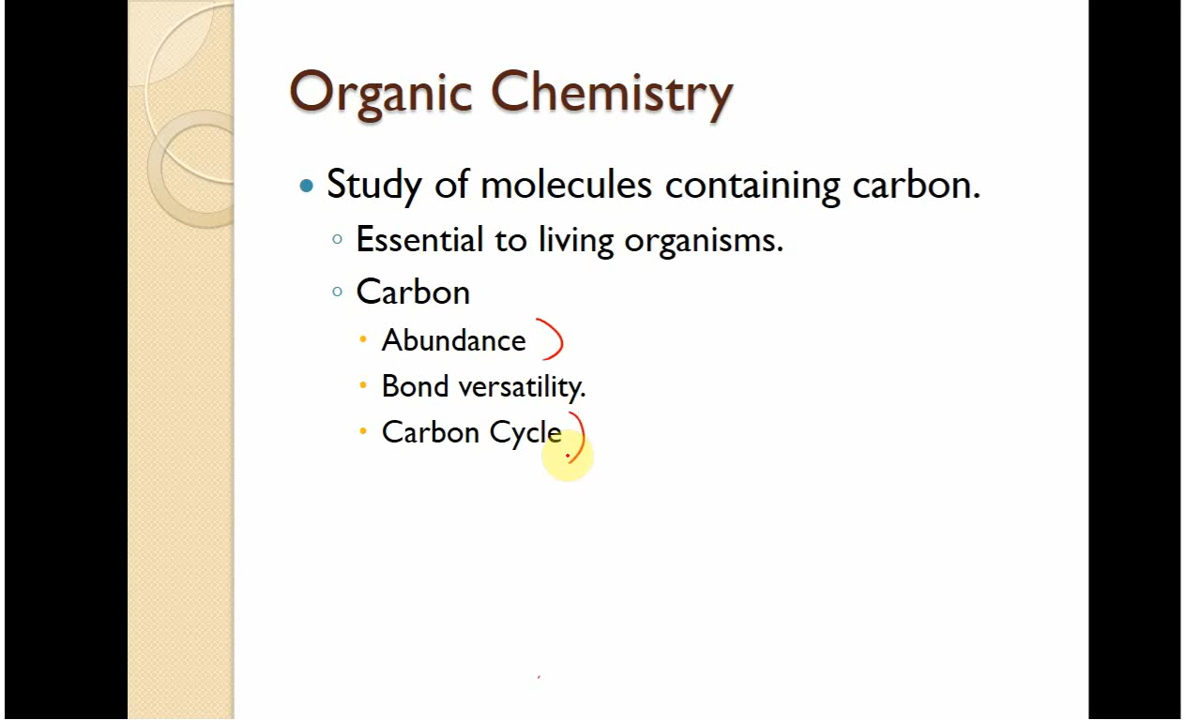 Organic Chemistry
Study of molecules containing carbon.
Essential to living organisms.
Carbon
Abundance
Bond versatility.
Carbon Cycle